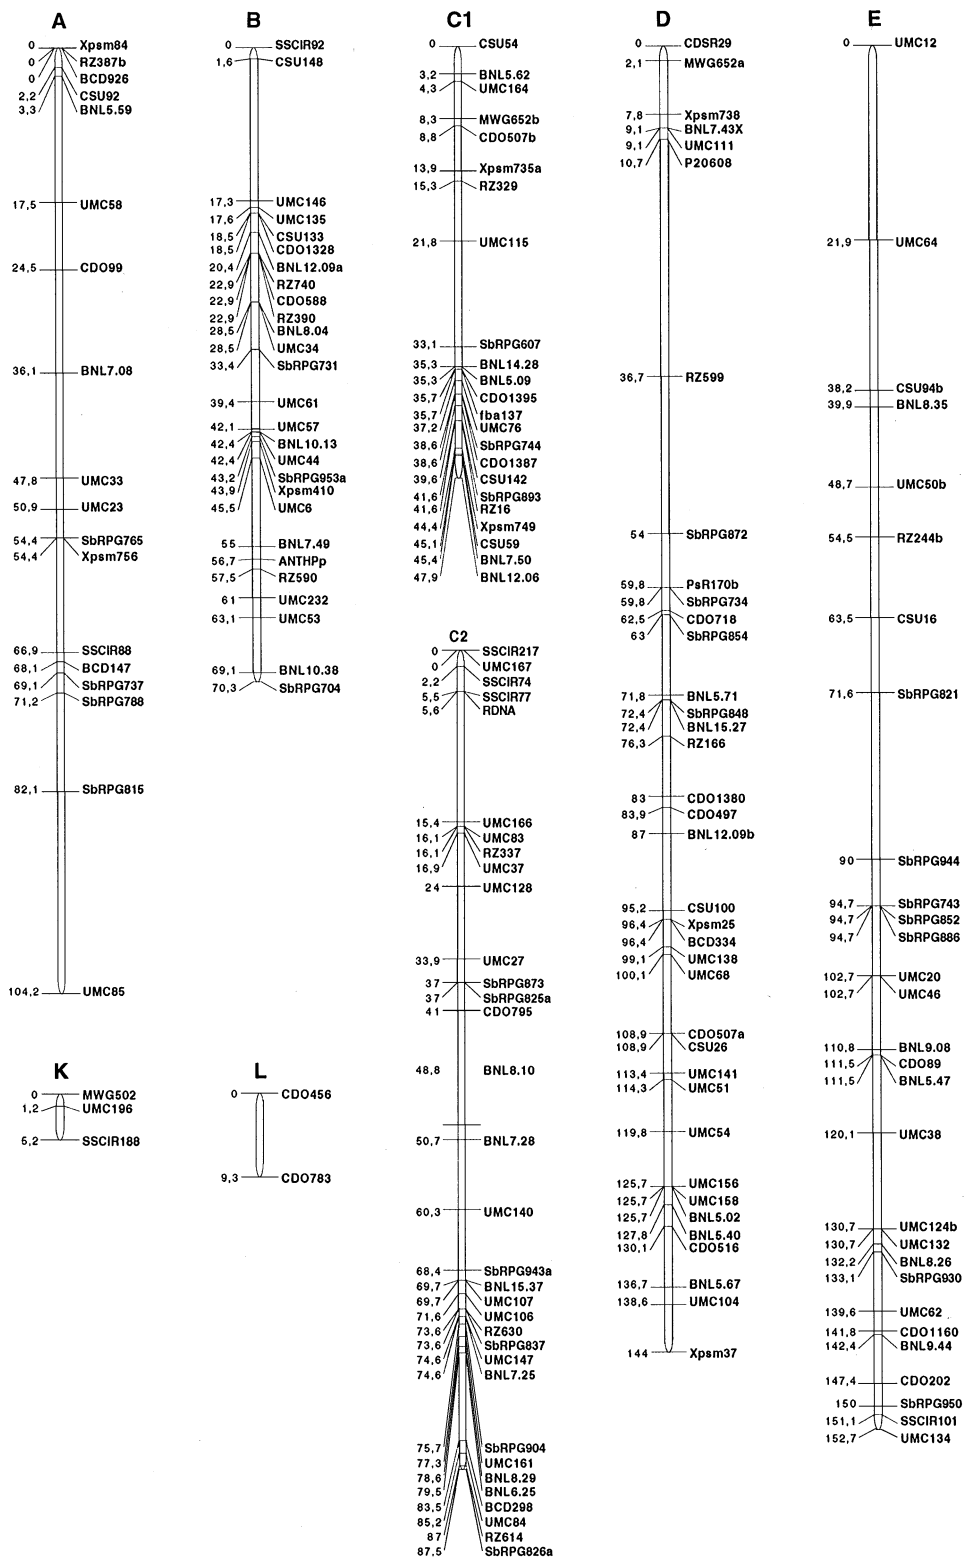 A
0 Xpsm84
0 RZ387b
0 BCD926
2,2 CSU92
3,3 BNL5.59
17,5 UMC58
24,5 CDO99
36,1 BNL7.08
47,8 UMC33
50,9 UMC23
54,4 SbRPG765
54,4 Xpsm756
66,9 SSCIR88
68,1 BCD147
69,1 SbRPG737
71,2 SbRPG788
82,1 SbRPG815
104,2 UMC85
K
0 MWG502
1,2 UMC196
5,2 SSCIR188
B
0 SSCIR92
1,6 CSU148
17,3 UMC146
17,6 UMC135
18,5 CSU133
18,5 CDO1328
20,4 BNL12.09a
22,9 RZ740
22,9 CDO588
22,9 RZ390
28,5 BNL8.04
28,5 UMC34
33,4 SbRPG731
39,4 UMC61
42,1 UMC57
42,4 BNL10.13
42,4 UMC44
43,2 SbRPG953a
43,9 Xpsm410
45,5 UMC6
55 BNL7.49
56,7 ANTHPp
57,5 RZ590
61 UMC232
63,1 UMC53
69,1 BNL10.38
70,3 SbRPG704
L
0 CDO456
9,3 CDO783
C1
0 CSU54
3,2 BNL5.62
4,3 UMC164
8,3 MWG652b
8,8 CDO507b
13,9 Xpsm735a
15,3 RZ329
21,8 UMC115
33,1 SbRPG607
35,3 BNL14.28
35,3 BNL5.09
35,7 CDO1395
35,7 fba137
37,2 UMC76
38,6 SbRPG744
38,6 CDO1387
39,6 CSU142
41,6 SbRPG893
41,6 RZ16
44,4 Xpsm749
45,1 CSU59
45,4 BNL7.50
47,9 BNL12.06
C2
0 SSCIR217
0 UMC167
2,2 SSCIR74
5,5 SSCIR77
5,6 RDNA
15,4 UMC166
16,1 UMC83
16,1 RZ337
16,9 UMC37
24 UMC128
33,9 UMC27
37 SbRPG873
37 SbRPG825a
41 CDO795
48,8 BNL8.10
50,7 BNL7.28
60,3 UMC140
68,4 SbRPG943a
69,7 BNL15.37
69,7 UMC107
71,6 UMC106
73,6 RZ630
73,6 SbRPG837
74,6 UMC147
74,6 BNL7.25
75,7 SbRPG904
77,3 UMC161
78,6 BNL8.29
79,5 BNL6.25
83,5 BCD298
85,2 UMC84
87 RZ614
87,5 SbRPG826a
D
0 CDSR29
2,1 MWG652a
7,8 Xpsm738
9,1 BNL7.43X
9,1 UMC111
10,7 P20608
36,7 RZ599
54 SbRPG872
59,8 PsR170b
59,8 SbRPG734
62,5 CDO718
63 SbRPG854
71,8 BNL5.71
72,4 SbRPG848
72,4 BNL15.27
76,3 RZ166
83 CDO1380
83,9 CDO497
87 BNL12.09b
95,2 CSU100
96,4 Xpsm25
96,4 BCD334
99,1 UMC138
100,1 UMC68
108,9 CDO507a
108,9 CSU26
113,4 UMC141
114,3 UMC51
119,8 UMC54
125,7 UMC156
125,7 UMC158
125,7 BNL5.02
127,8 BNL5.40
130,1 CDO516
136,7 BNL5.67
138,6 UMC104
144 Xpsm37
E
0 UMC12
21,9 UMC64
38,2 CSU94b
39,9 BNL8.35
48,7 UMC50b
54,5 RZ244b
63,5 CSU16
71,6 SbRPG821
90 SbRPG944
94,7 SbRPG743
94,7 SbRPG852
94,7 SbRPG886
102,7 UMC20
102,7 UMC46
110,8 BNL9.08
111,5 CDO89
111,5 BNL5.47
120,1 UMC38
130,7 UMC124b
130,7 UMC132
132,2 BNL8.26
133,1 SbRPG930
139,6 UMC62
141,8 CDO1160
142,4 BNL9.44
147,4 CDO202
150 SbRPG950
151,1 SSCIR101
152,7 UMC134